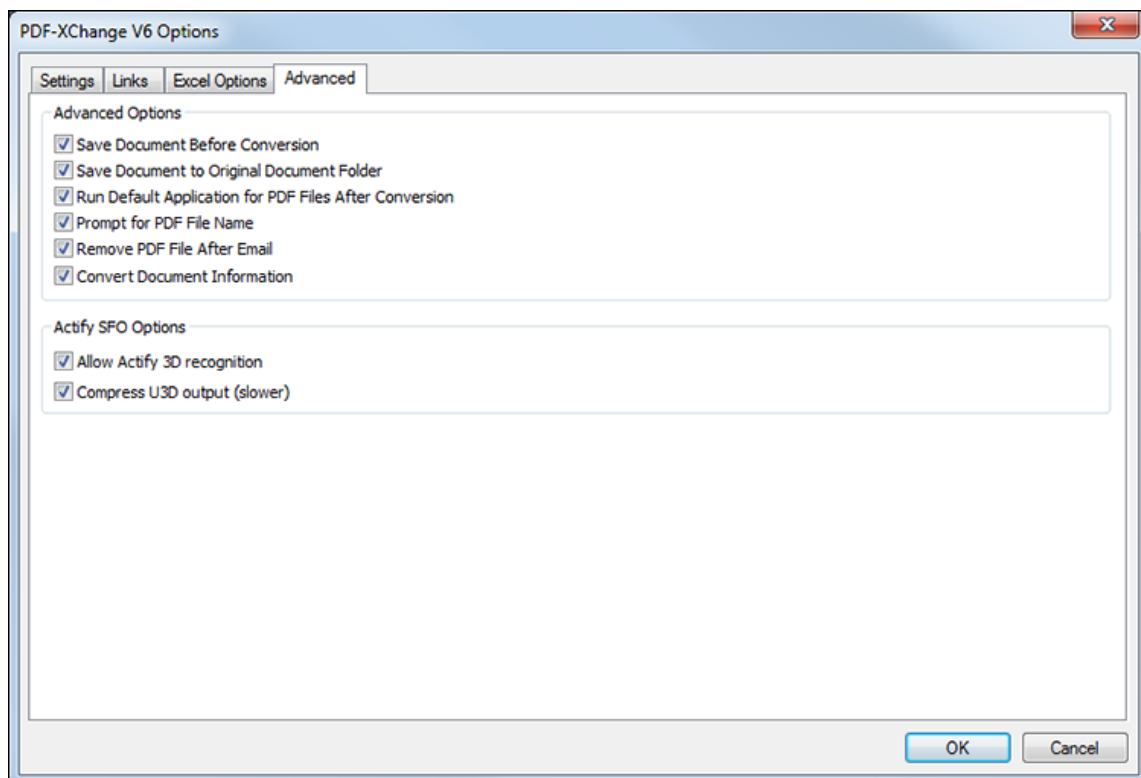 PDF-XChange V6 Options
Settings Links Excel Options Advanced
Advanced Options
Save Document Before Conversion
Save Document to Original Document Folder
Run Default Application for PDF Files After Conversion
Prompt for PDF File Name
Remove PDF File After Email
Convert Document Information
Actify SFO Options
Allow Actify 3D recognition
Compress U3D output (slower)
OK Cancel